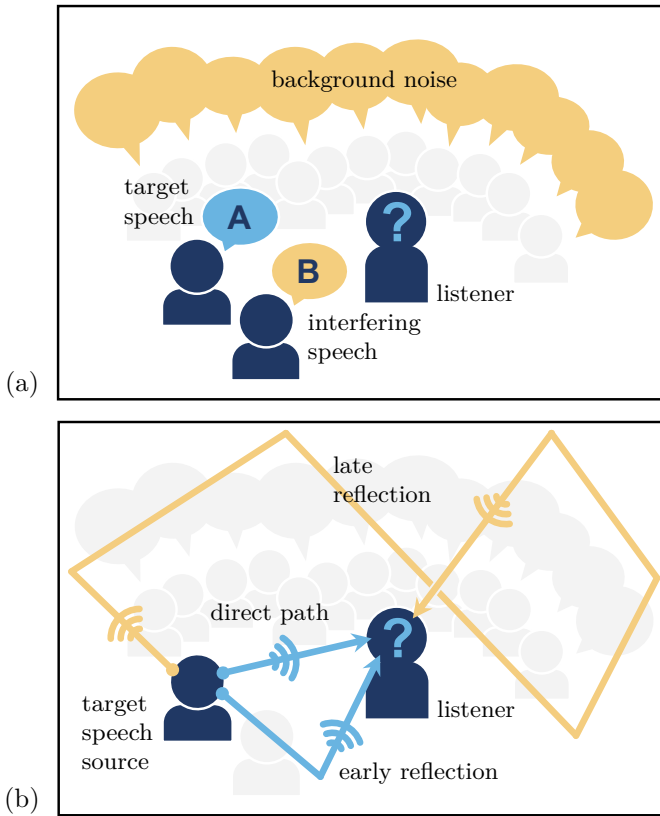 background noise
target
speech
A
?
B
listener
interfering
speech
(a)
late
reflection
direct path
?
target
speech
source
listener
early reflection
(b)